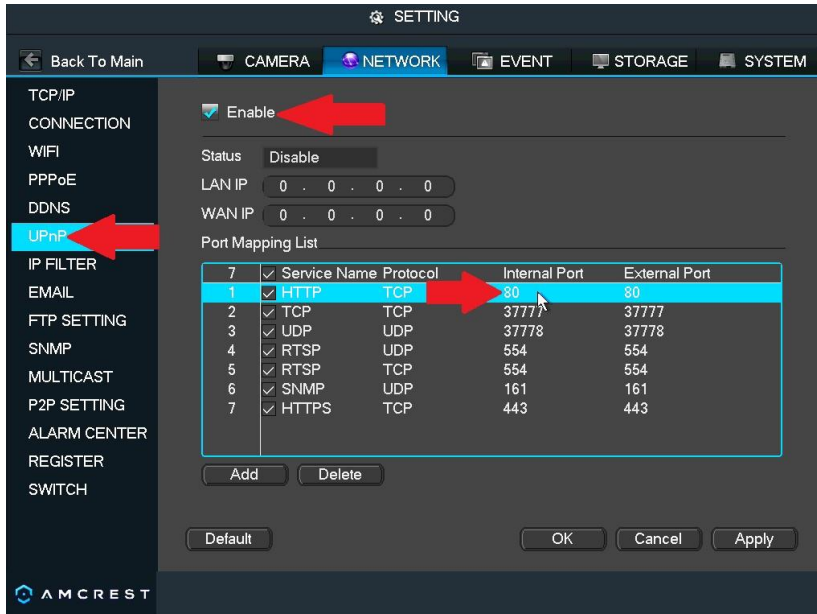 SETTING
Back To Main CAMERA NETWORK EVENT STORAGE SYSTEM
TCP/IP
CONNECTION
WIFI
PPPoE
DDNS
UPnP
IP FILTER
EMAIL
FTP SETTING
SNMP
MULTICAST
P2P SETTING
ALARM CENTER
REGISTER
SWITCH
Enable
Status Disable
LAN IP 0 . 0 . 0 . 0
WAN IP 0 . 0 . 0 . 0
Port Mapping List
7 Service Name Protocol Internal Port External Port
1 HTTP TCP 80 80
2 TCP TCP 37777 37777
3 UDP UDP 37778 37778
4 RTSP UDP 554 554
5 RTSP TCP 554 554
6 SNMP UDP 161 161
7 HTTPS TCP 443 443
Add Delete
Default OK Cancel Apply
AMCREST